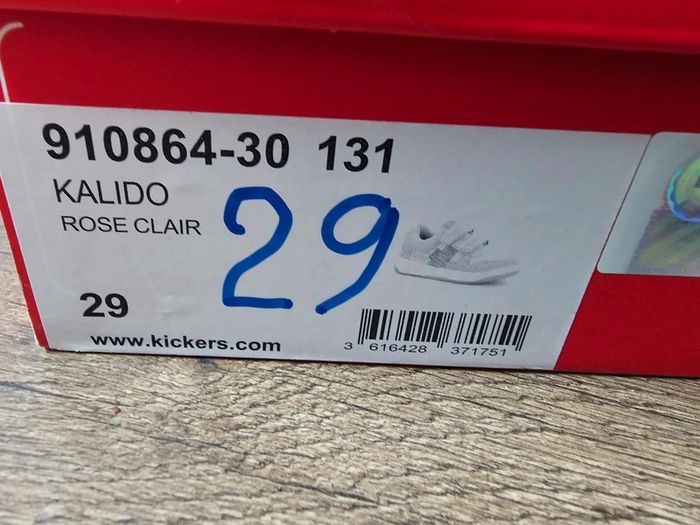 910864-30 131
KALIDO
ROSE CLAIR
29
29
www.kickers.com
3 616428 371751